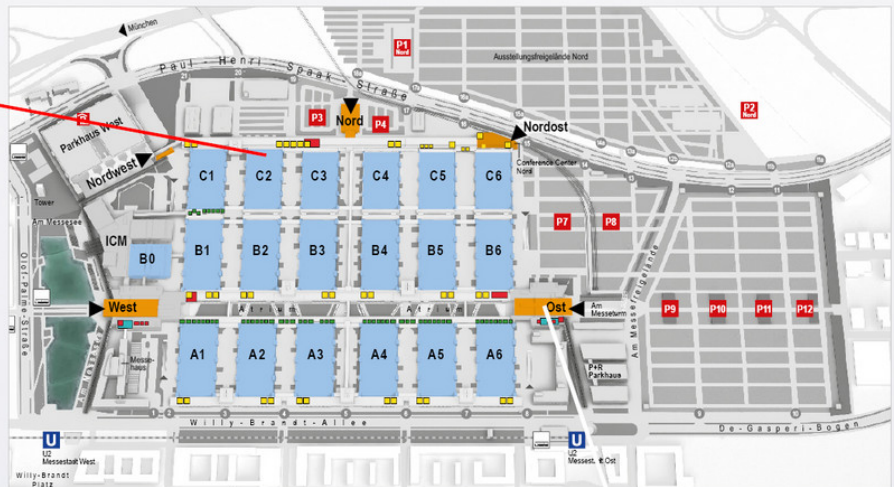 München
Paul - Henri - Spaak - Straße
P1
Nord
Ausstellungsfreigelände Nord
P2
Nord
P3
P4
Nord
Nordost
Parkhaus West
Nordwest
Conference Center
Nord
C1
C2
C3
C4
C5
C6
Tower
Am Messesee
ICM
B0
B1
B2
B3
B4
B5
B6
P7
P8
Olof-Palme-Straße
West
Atrium
Atrium
Ost
Am
Messeturm
Am Messefreigelände
P9
P10
P11
P12
Messe-
haus
A1
A2
A3
A4
A5
A6
P+R
Parkhaus
Willy-Brandt-Allee
De-Gasperi-Bogen
U
U2
Messestadt West
U
U2
Messest. Ost
Willy-Brandt
Platz